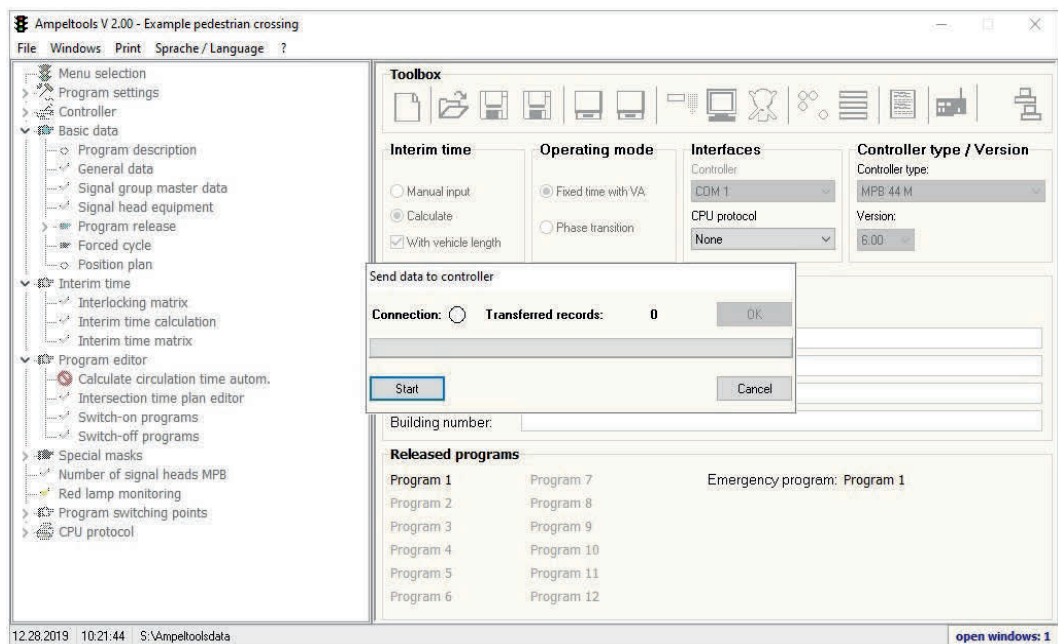 Ampeltools V 2.00 - Example pedestrian crossing
File Windows Print Sprache / Language ?
Menu selection
Program settings
Controller
Basic data
Program description
General data
Signal group master data
Signal head equipment
Program release
Forced cycle
Position plan
Interim time
Interlocking matrix
Interim time calculation
Interim time matrix
Program editor
Calculate circulation time autom.
Intersection time plan editor
Switch-on programs
Switch-off programs
Special masks
Number of signal heads MPB
Red lamp monitoring
Program switching points
CPU protocol
Toolbox
Interim time
Manual input
Calculate
With vehicle length
Operating mode
Fixed time with VA
Phase transition
Interfaces
Controller
COM 1
CPU protocol
None
Controller type / Version
Controller type:
MPB 44 M
Version:
6.00
Send data to controller
Connection: Transferred records: 0 OK
Start Cancel
Building number:
Released programs
Program 1 Program 7 Emergency program: Program 1
Program 2 Program 8
Program 3 Program 9
Program 4 Program 10
Program 5 Program 11
Program 6 Program 12
12.28.2019 10:21:44 S:\Ampeltoolsdata open windows: 1